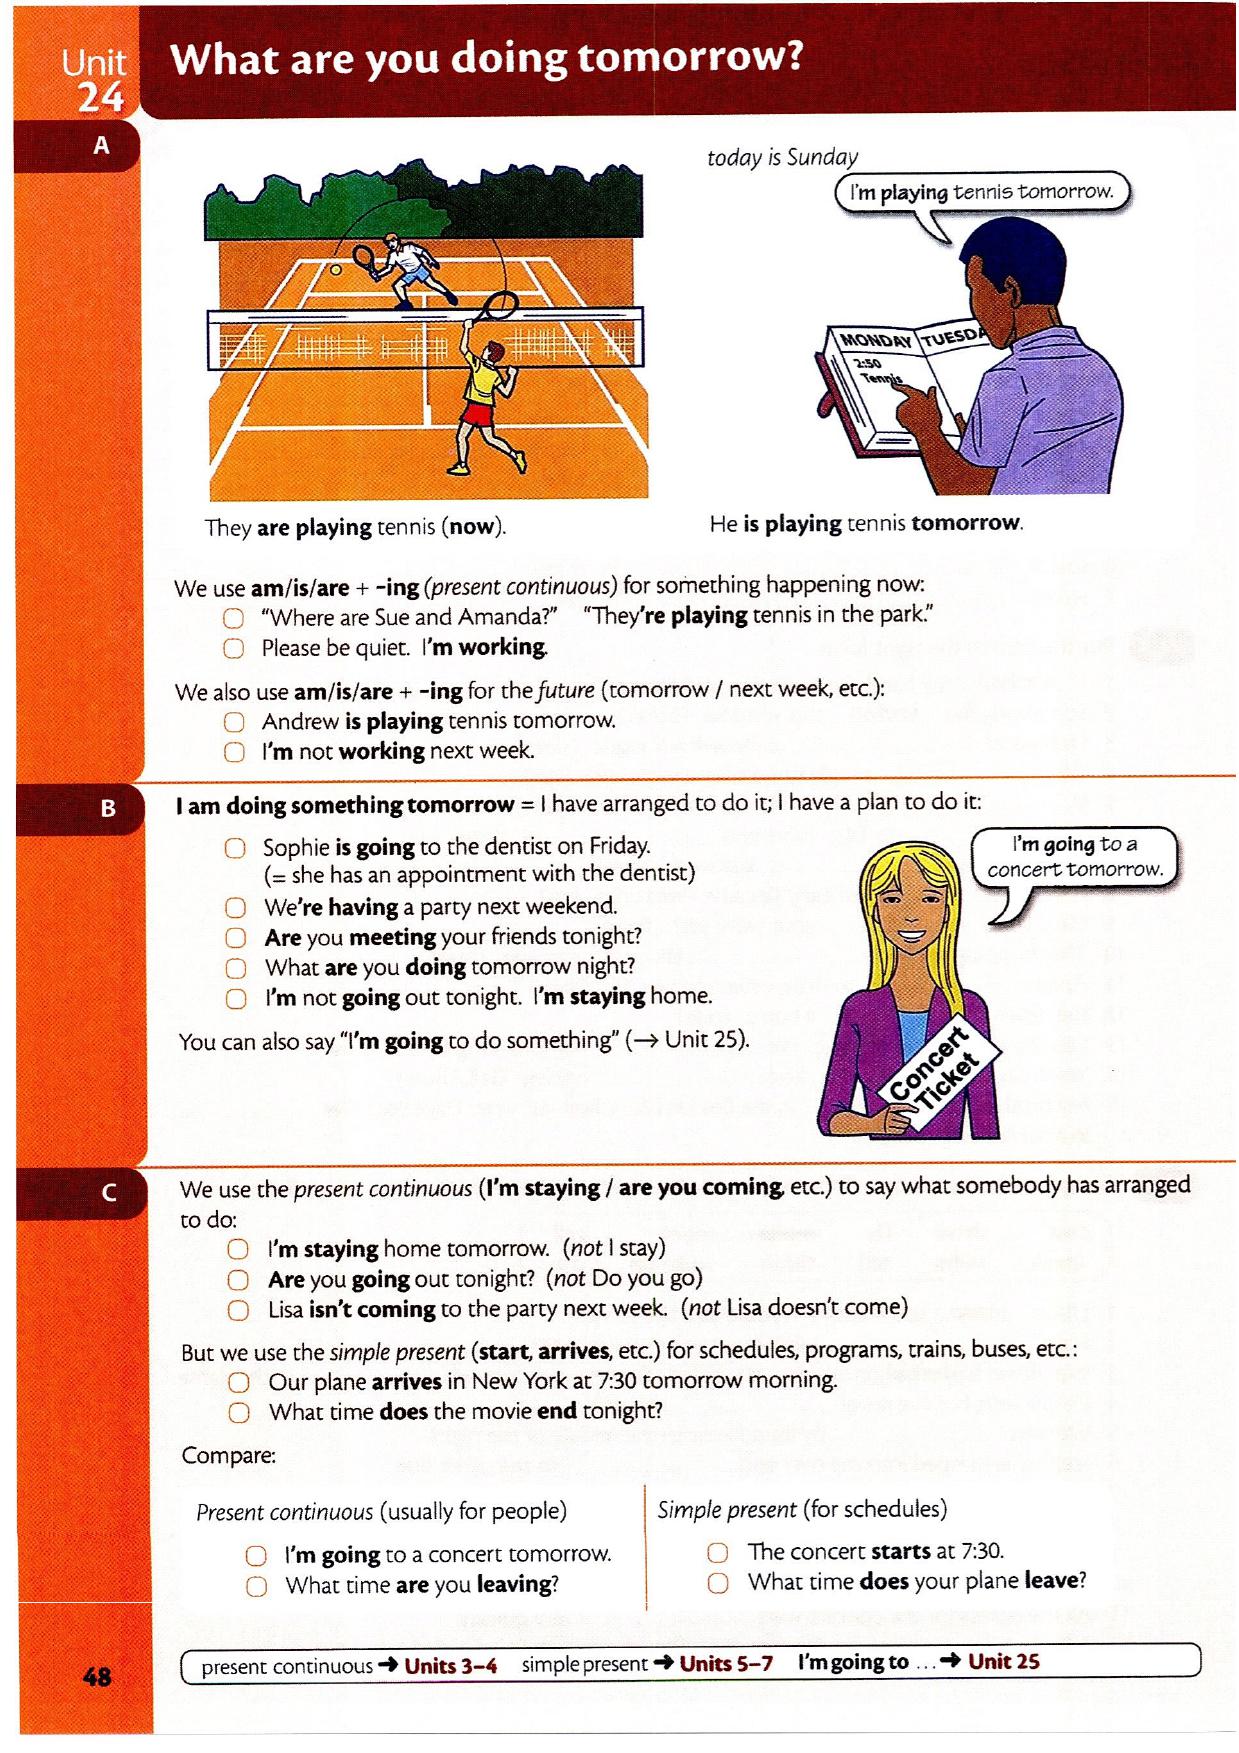 Unit
24
What are you doing tomorrow?
A
today is Sunday
I'm playing tennis tomorrow.
MONDAY TUESDA
2:50
Tennis
They are playing tennis (now).
He is playing tennis tomorrow.
We use am/is/are + -ing (present continuous) for something happening now:
"Where are Sue and Amanda?" "They're playing tennis in the park."
Please be quiet. I'm working.
We also use am/is/are + -ing for the future (tomorrow / next week, etc.):
Andrew is playing tennis tomorrow.
I'm not working next week.
B
I am doing something tomorrow = I have arranged to do it; I have a plan to do it:
Sophie is going to the dentist on Friday.
(= she has an appointment with the dentist)
We're having a party next weekend.
Are you meeting your friends tonight?
What are you doing tomorrow night?
I'm not going out tonight. I'm staying home.
You can also say "I'm going to do something" (→ Unit 25).
I'm going to a
concert tomorrow.
Concert
Ticket
C
We use the present continuous (I'm staying / are you coming, etc.) to say what somebody has arranged
to do:
I'm staying home tomorrow. (not I stay)
Are you going out tonight? (not Do you go)
Lisa isn't coming to the party next week. (not Lisa doesn't come)
But we use the simple present (start, arrives, etc.) for schedules, programs, trains, buses, etc.:
Our plane arrives in New York at 7:30 tomorrow morning.
What time does the movie end tonight?
Compare:
Present continuous (usually for people)
I'm going to a concert tomorrow.
What time are you leaving?
Simple present (for schedules)
The concert starts at 7:30.
What time does your plane leave?
48
present continuous → Units 3–4 simple present → Units 5–7 I'm going to ... → Unit 25